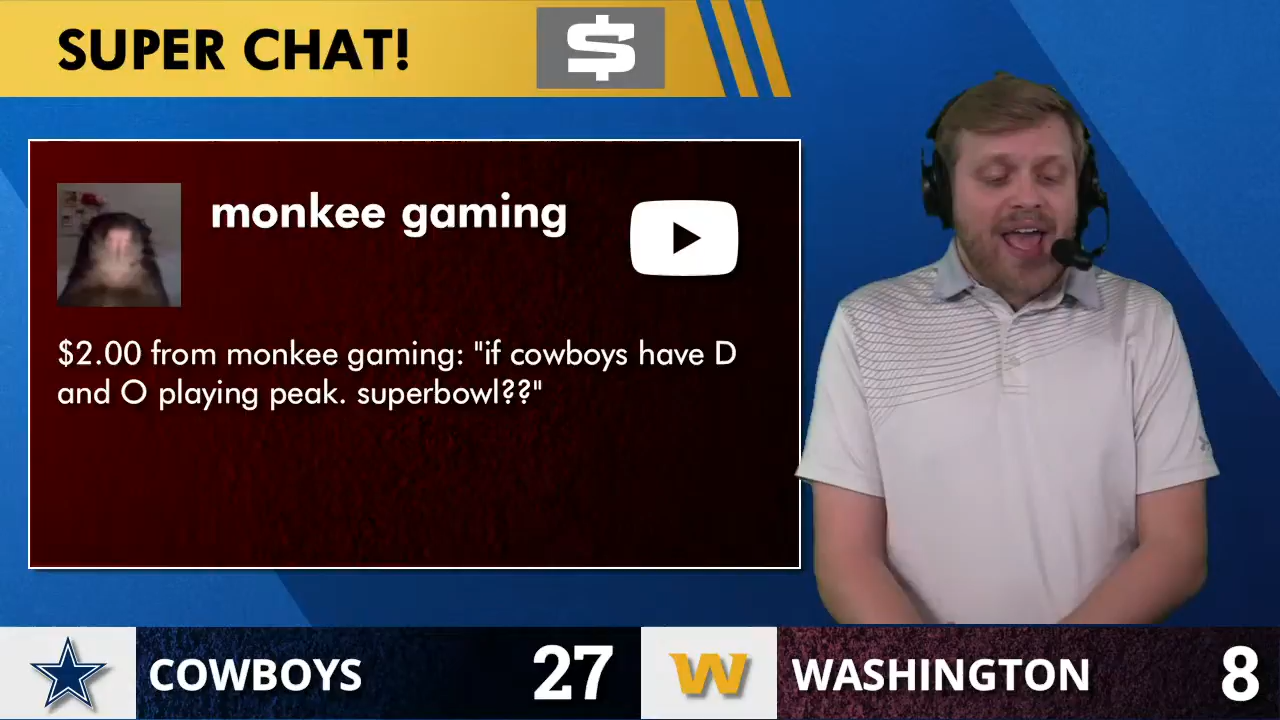 SUPER CHAT!
$
monkee gaming
$2.00 from monkee gaming: "if cowboys have D
and O playing peak. superbowl??"
COWBOYS 27 W WASHINGTON 8